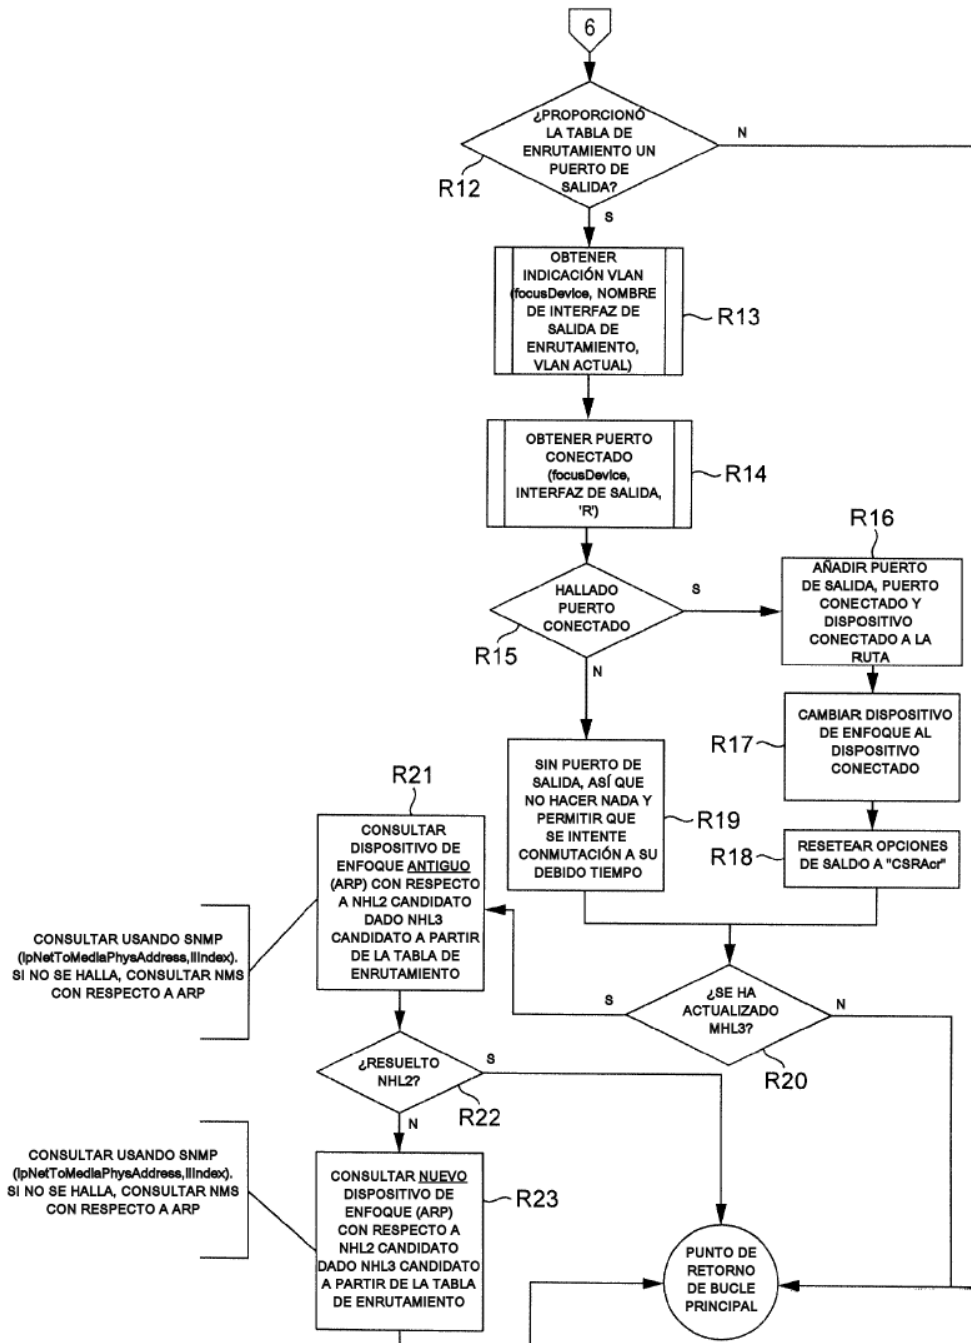 6
¿PROPORCIONÓ
LA TABLA DE
ENRUTAMIENTO UN
PUERTO DE
SALIDA?
N
R12
S
OBTENER
INDICACIÓN VLAN
(focusDevice, NOMBRE
DE INTERFAZ DE
SALIDA DE
ENRUTAMIENTO,
VLAN ACTUAL)
R13
OBTENER PUERTO
CONECTADO
(focusDevice,
INTERFAZ DE SALIDA,
'R')
R14
HALLADO
PUERTO
CONECTADO
S
R15
N
R16
AÑADIR PUERTO
DE SALIDA, PUERTO
CONECTADO Y
DISPOSITIVO
CONECTADO A LA
RUTA
CAMBIAR DISPOSITIVO
DE ENFOQUE AL
DISPOSITIVO
CONECTADO
R17
RESETEAR OPCIONES
DE SALDO A "CSRAcr"
R18
SIN PUERTO DE
SALIDA, ASÍ QUE
NO HACER NADA Y
PERMITIR QUE
SE INTENTE
CONMUTACIÓN A SU
DEBIDO TIEMPO
R19
¿SE HA
ACTUALIZADO
MHL3?
S
N
R20
R21
CONSULTAR
DISPOSITIVO DE
ENFOQUE ANTIGUO
(ARP) CON RESPECTO
A NHL2 CANDIDATO
DADO NHL3
CANDIDATO A PARTIR
DE LA TABLA DE
ENRUTAMIENTO
CONSULTAR USANDO SNMP
(ipNetToMediaPhysAddress,IIIndex).
SI NO SE HALLA, CONSULTAR NMS
CON RESPECTO A ARP
¿RESUELTO
NHL2?
S
R22
N
CONSULTAR USANDO SNMP
(ipNetToMediaPhysAddress,IIIndex).
SI NO SE HALLA, CONSULTAR NMS
CON RESPECTO A ARP
CONSULTAR NUEVO
DISPOSITIVO DE
ENFOQUE (ARP)
CON RESPECTO A
NHL2 CANDIDATO
DADO NHL3 CANDIDATO
A PARTIR DE LA TABLA
DE ENRUTAMIENTO
R23
PUNTO DE
RETORNO
DE BUCLE
PRINCIPAL